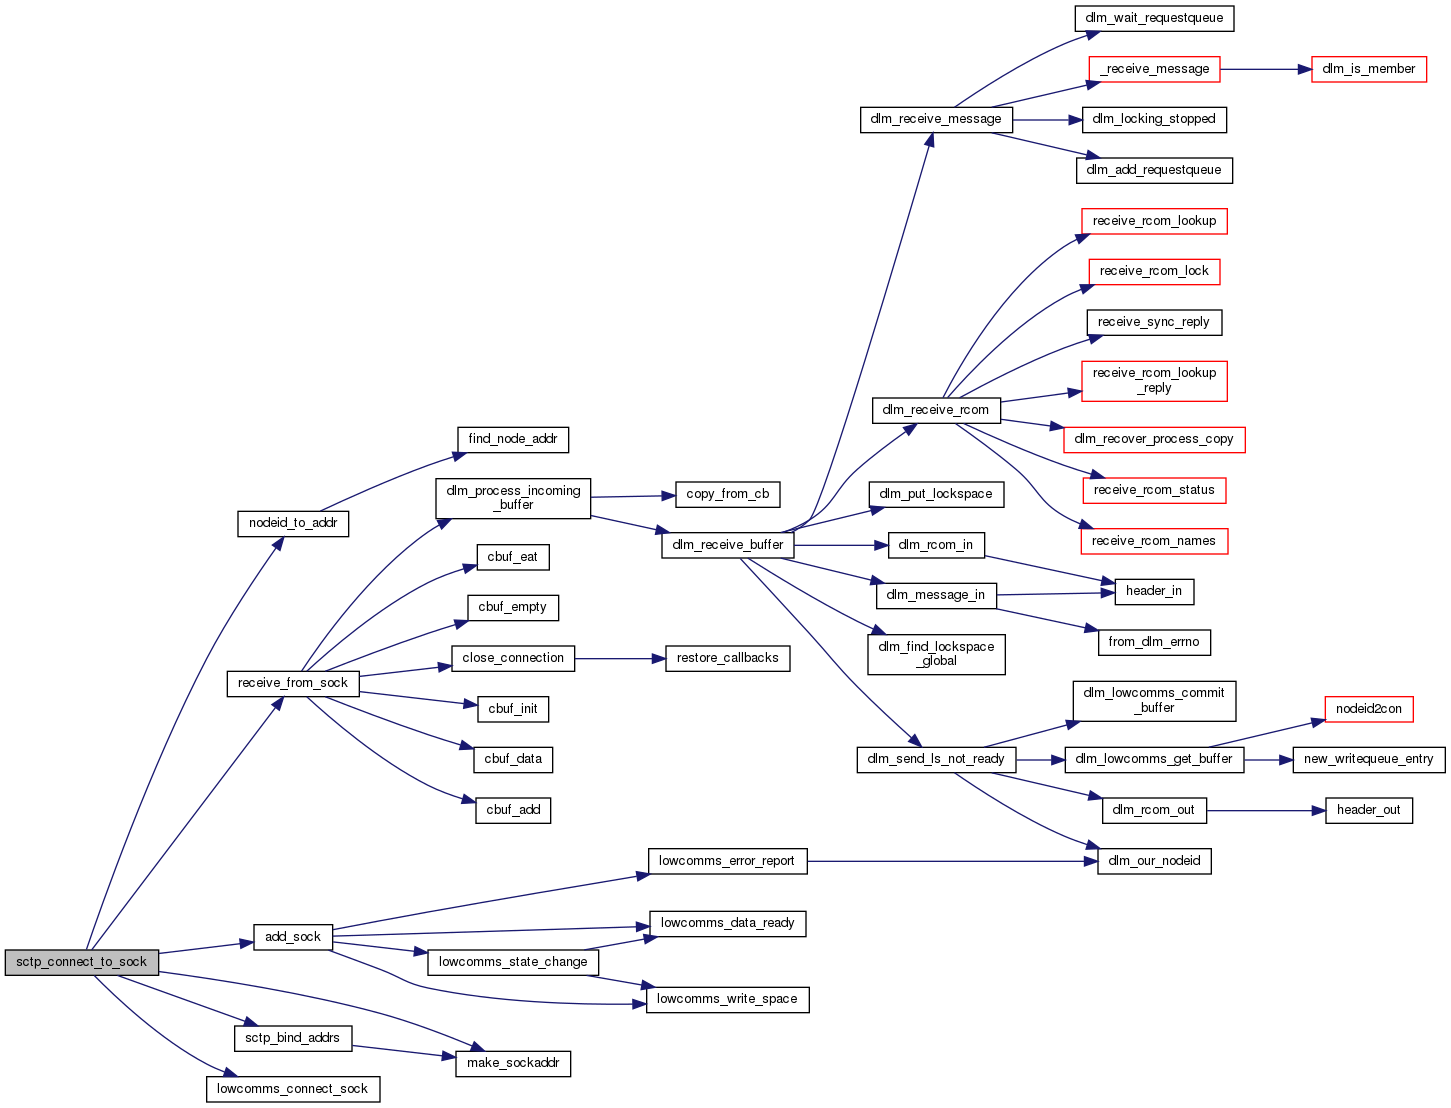 dlm_wait_requestqueue
_receive_message
dlm_is_member
dlm_receive_message
dlm_locking_stopped
dlm_add_requestqueue
receive_rcom_lookup
receive_rcom_lock
receive_sync_reply
receive_rcom_lookup
_reply
dlm_receive_rcom
dlm_recover_process_copy
find_node_addr
dlm_process_incoming
_buffer
copy_from_cb
dlm_put_lockspace
receive_rcom_status
nodeid_to_addr
receive_rcom_names
dlm_receive_buffer
dlm_rcom_in
cbuf_eat
header_in
dlm_message_in
cbuf_empty
from_dlm_errno
dlm_find_lockspace
_global
close_connection
restore_callbacks
receive_from_sock
dlm_lowcomms_commit
_buffer
cbuf_init
nodeid2con
cbuf_data
dlm_send_ls_not_ready
dlm_lowcomms_get_buffer
new_writequeue_entry
cbuf_add
dlm_rcom_out
header_out
lowcomms_error_report
dlm_our_nodeid
add_sock
lowcomms_data_ready
sctp_connect_to_sock
lowcomms_state_change
lowcomms_write_space
sctp_bind_addrs
make_sockaddr
lowcomms_connect_sock